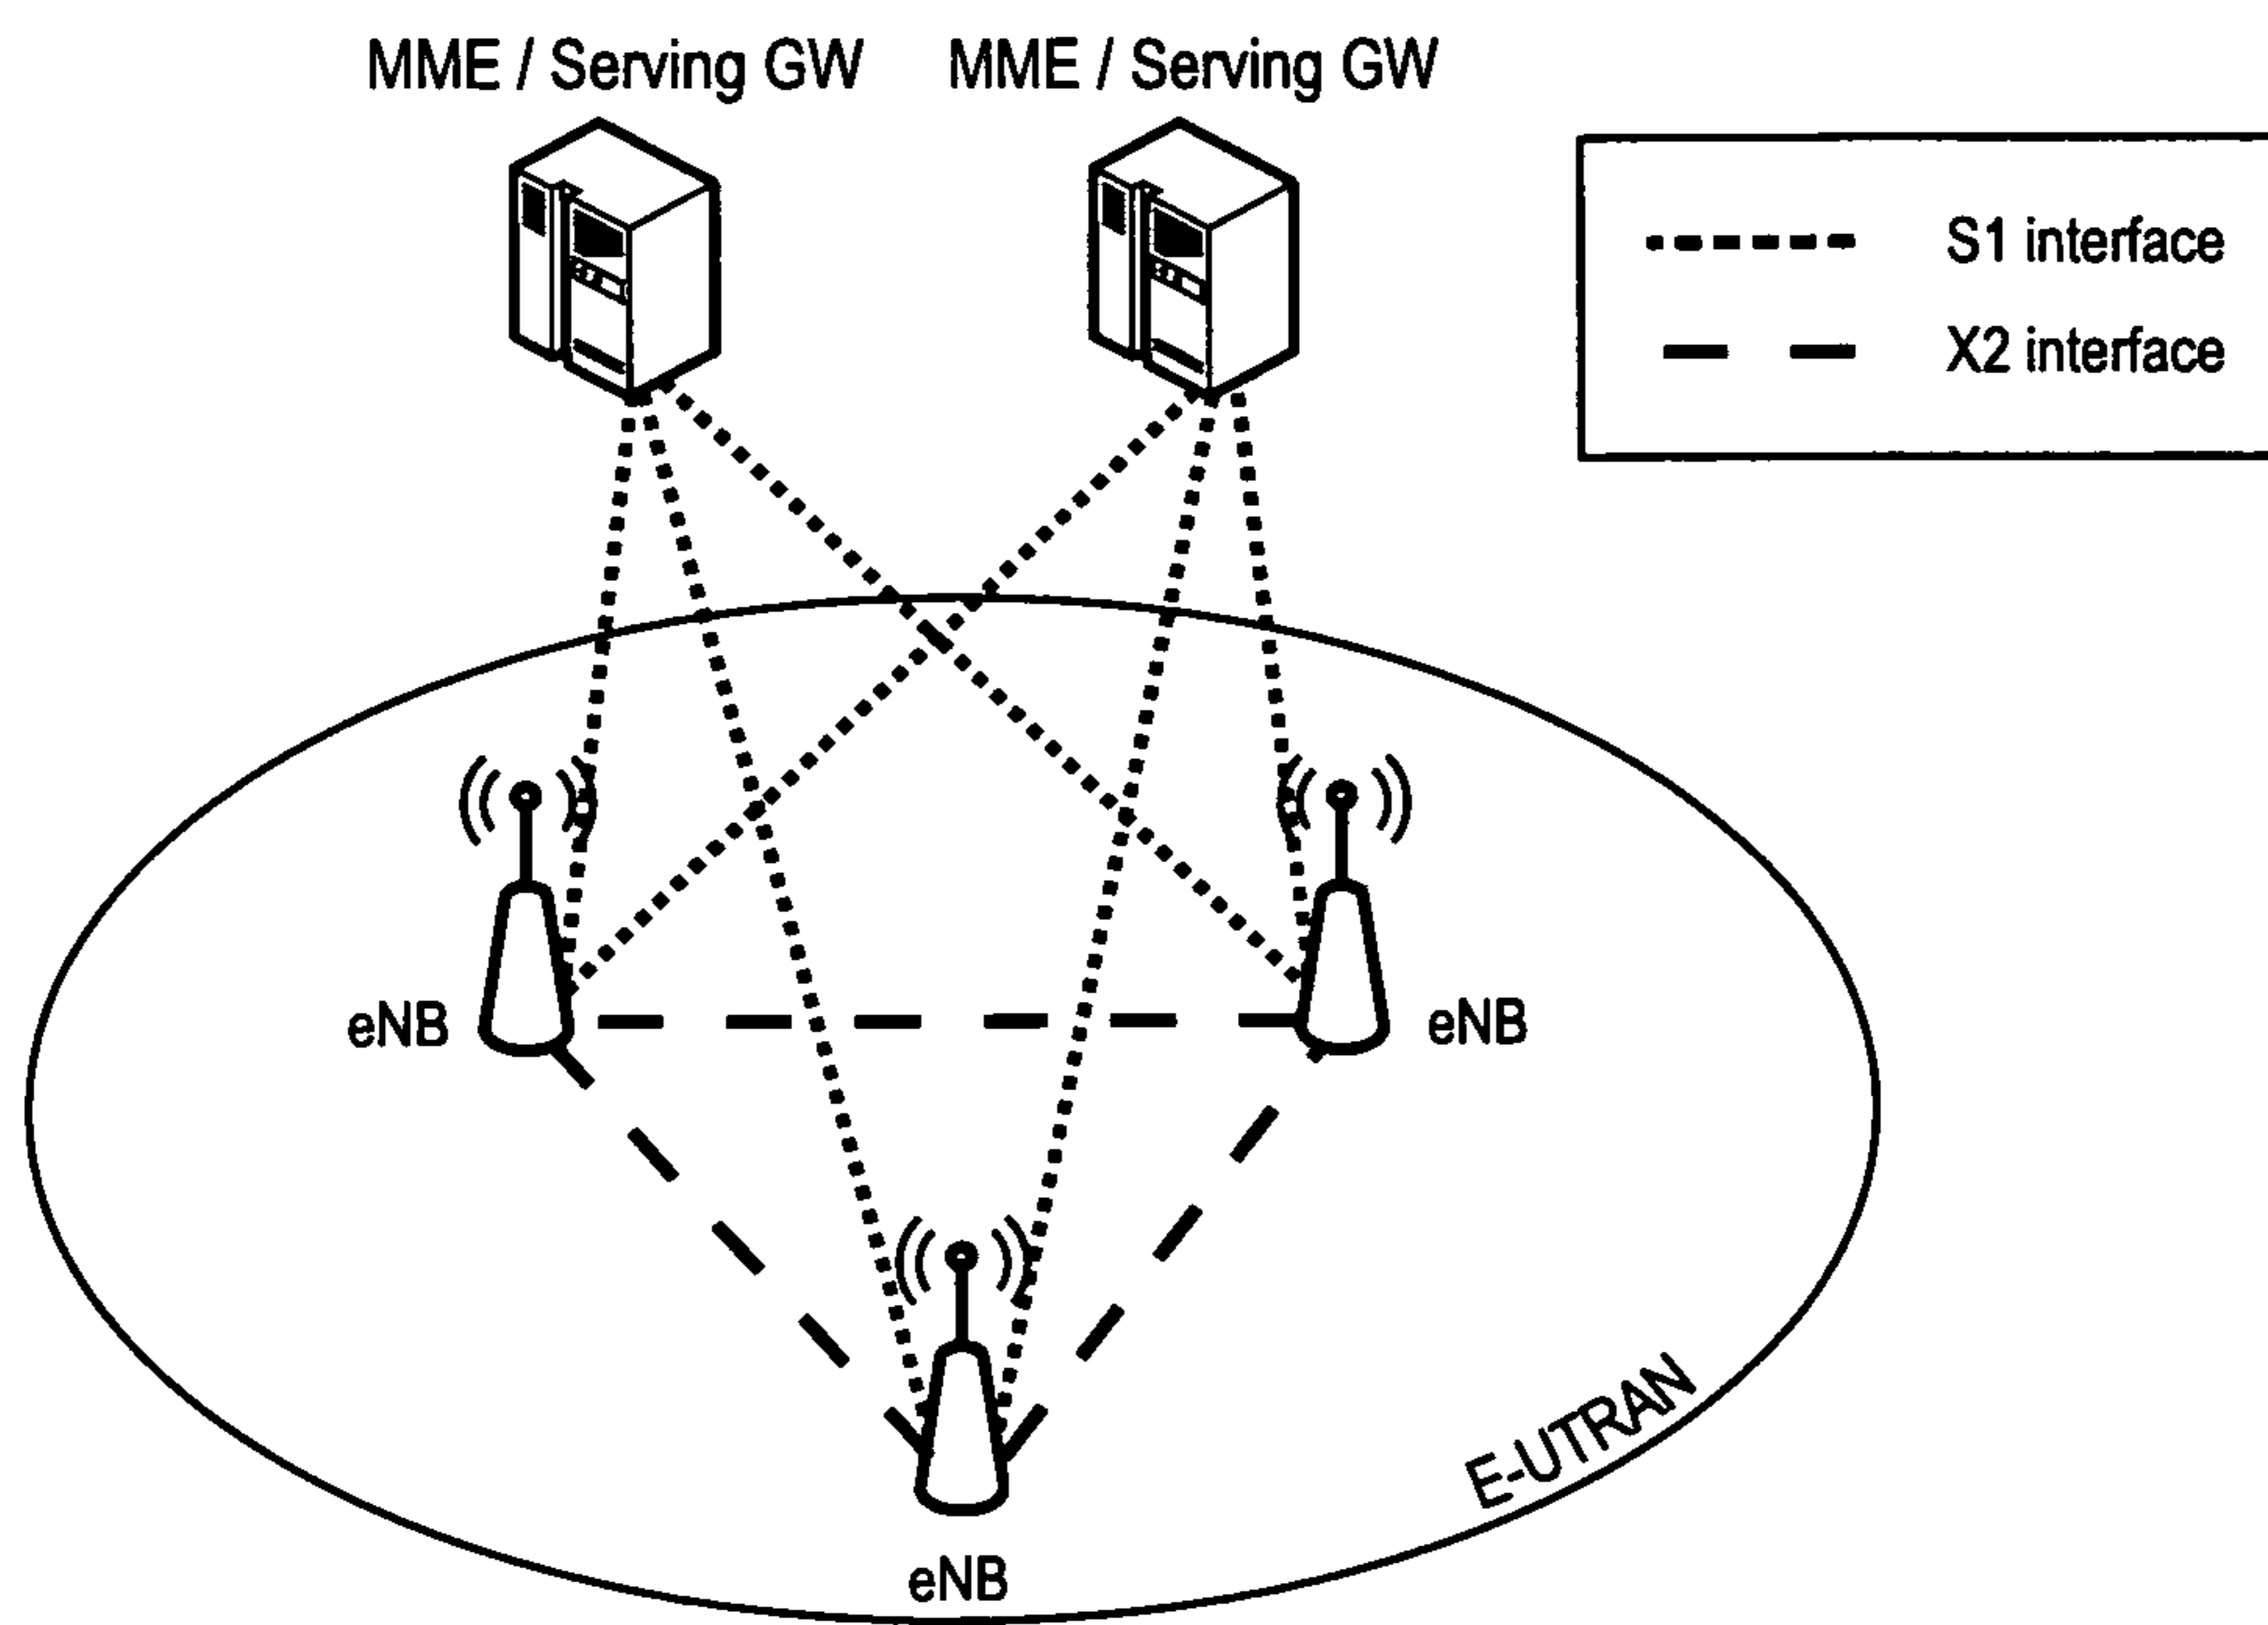 MME / Serving GW
MME / Serving GW
S1 interface
X2 interface
eNB
eNB
E-UTRAN
eNB